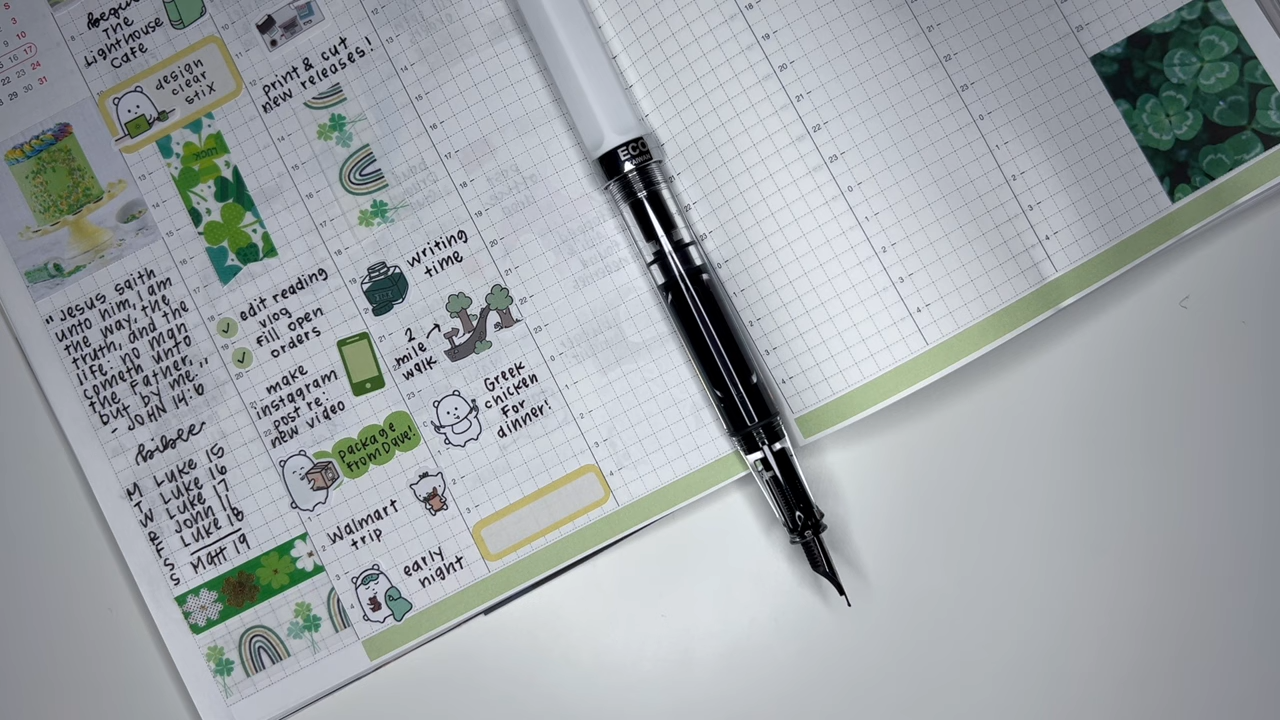 begin
The
Lighthouse
Cafe
design
clear
stix
LUCK
print & cut
new releases!
"Jesus saith
unto him, I am
the way, the
truth, and the
life: no man
cometh unto
the Father,
but by me."
- JOHN 14:6
M LUKE 15
T LUKE 16
W LUKE 17
John 11
F LUKE 18
S
S Matt 19
edit reading
vlog
fill open
orders
make
instagram
post re:
new video
package
from Dave!
Walmart
trip
early
night
writing
time
2
mile
walk
Greek
chicken
for
dinner!
ECO
TAIWAN